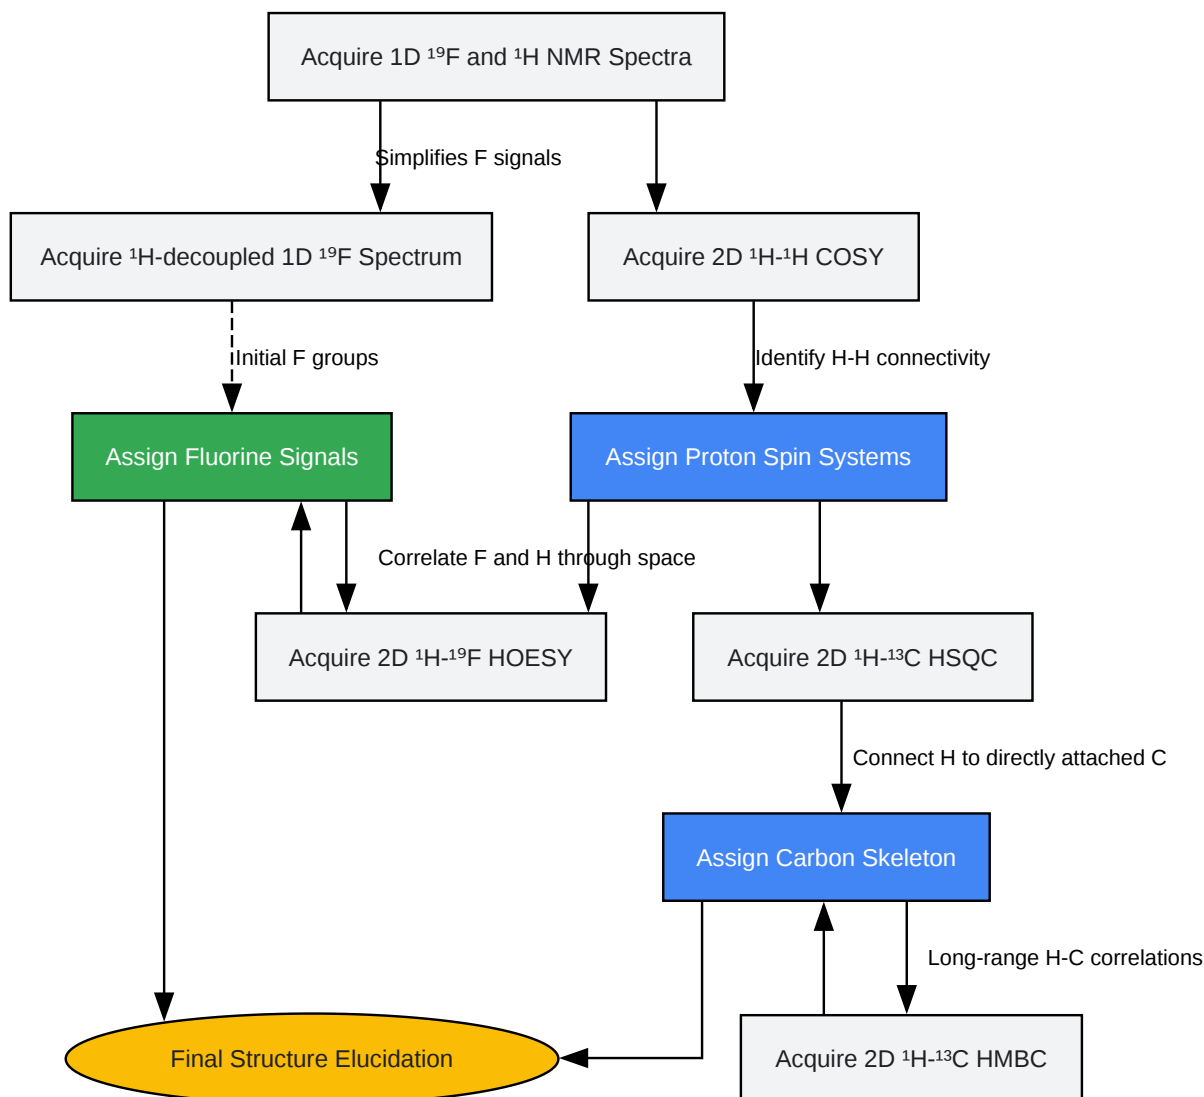 Acquire 1D ¹⁹F and ¹H NMR Spectra
Simplifies F signals
Acquire ¹H-decoupled 1D ¹⁹F Spectrum
Acquire 2D ¹H-¹H COSY
Initial F groups
Identify H-H connectivity
Assign Fluorine Signals
Assign Proton Spin Systems
Correlate F and H through space
Acquire 2D ¹H-¹⁹F HOESY
Acquire 2D ¹H-¹³C HSQC
Connect H to directly attached C
Assign Carbon Skeleton
Long-range H-C correlations
Final Structure Elucidation
Acquire 2D ¹H-¹³C HMBC